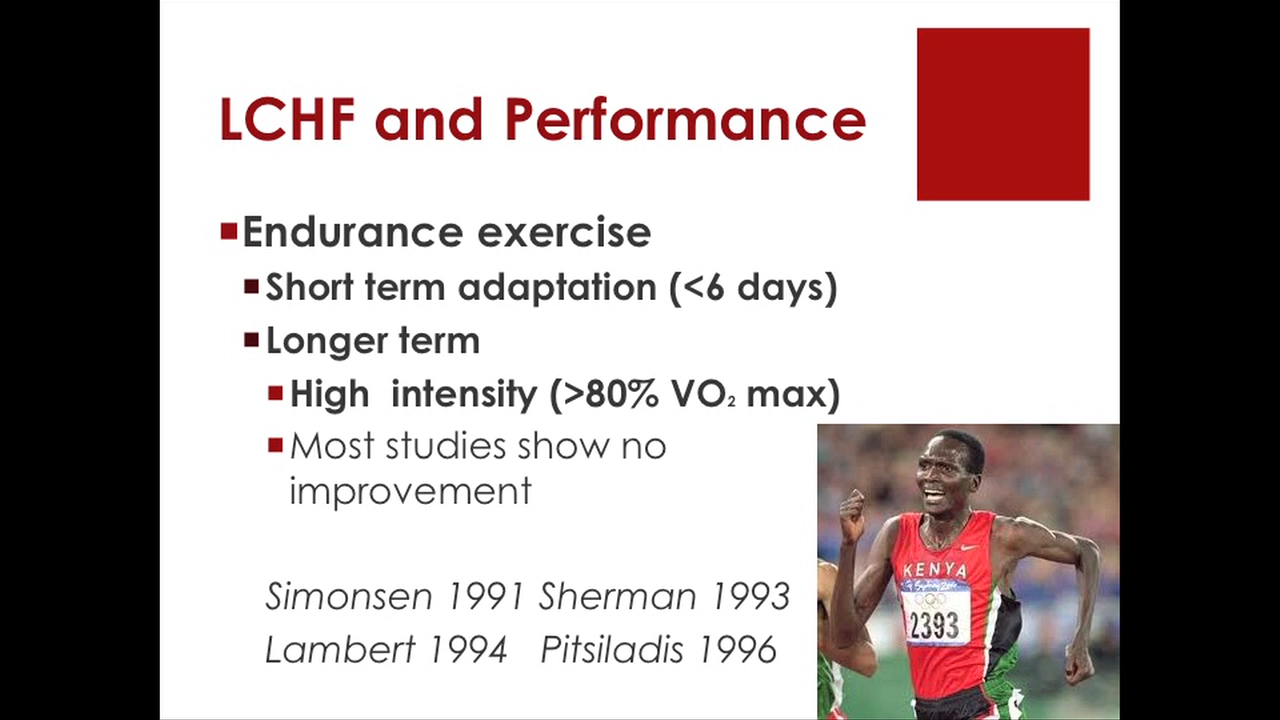 LCHF and Performance
Endurance exercise
Short term adaptation (<6 days)
Longer term
High intensity (>80% VO₂ max)
Most studies show no
improvement
Simonsen 1991 Sherman 1993
Lambert 1994 Pitsiladis 1996
KENYA
2393